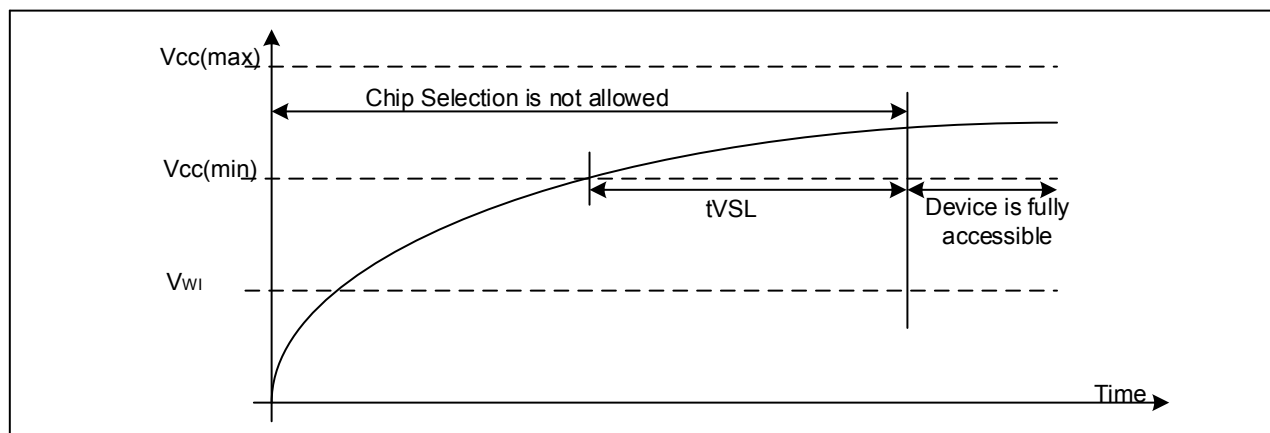 Vcc(max)
Chip Selection is not allowed
Vcc(min)
tVSL
Device is fully
accessible
VWI
Time